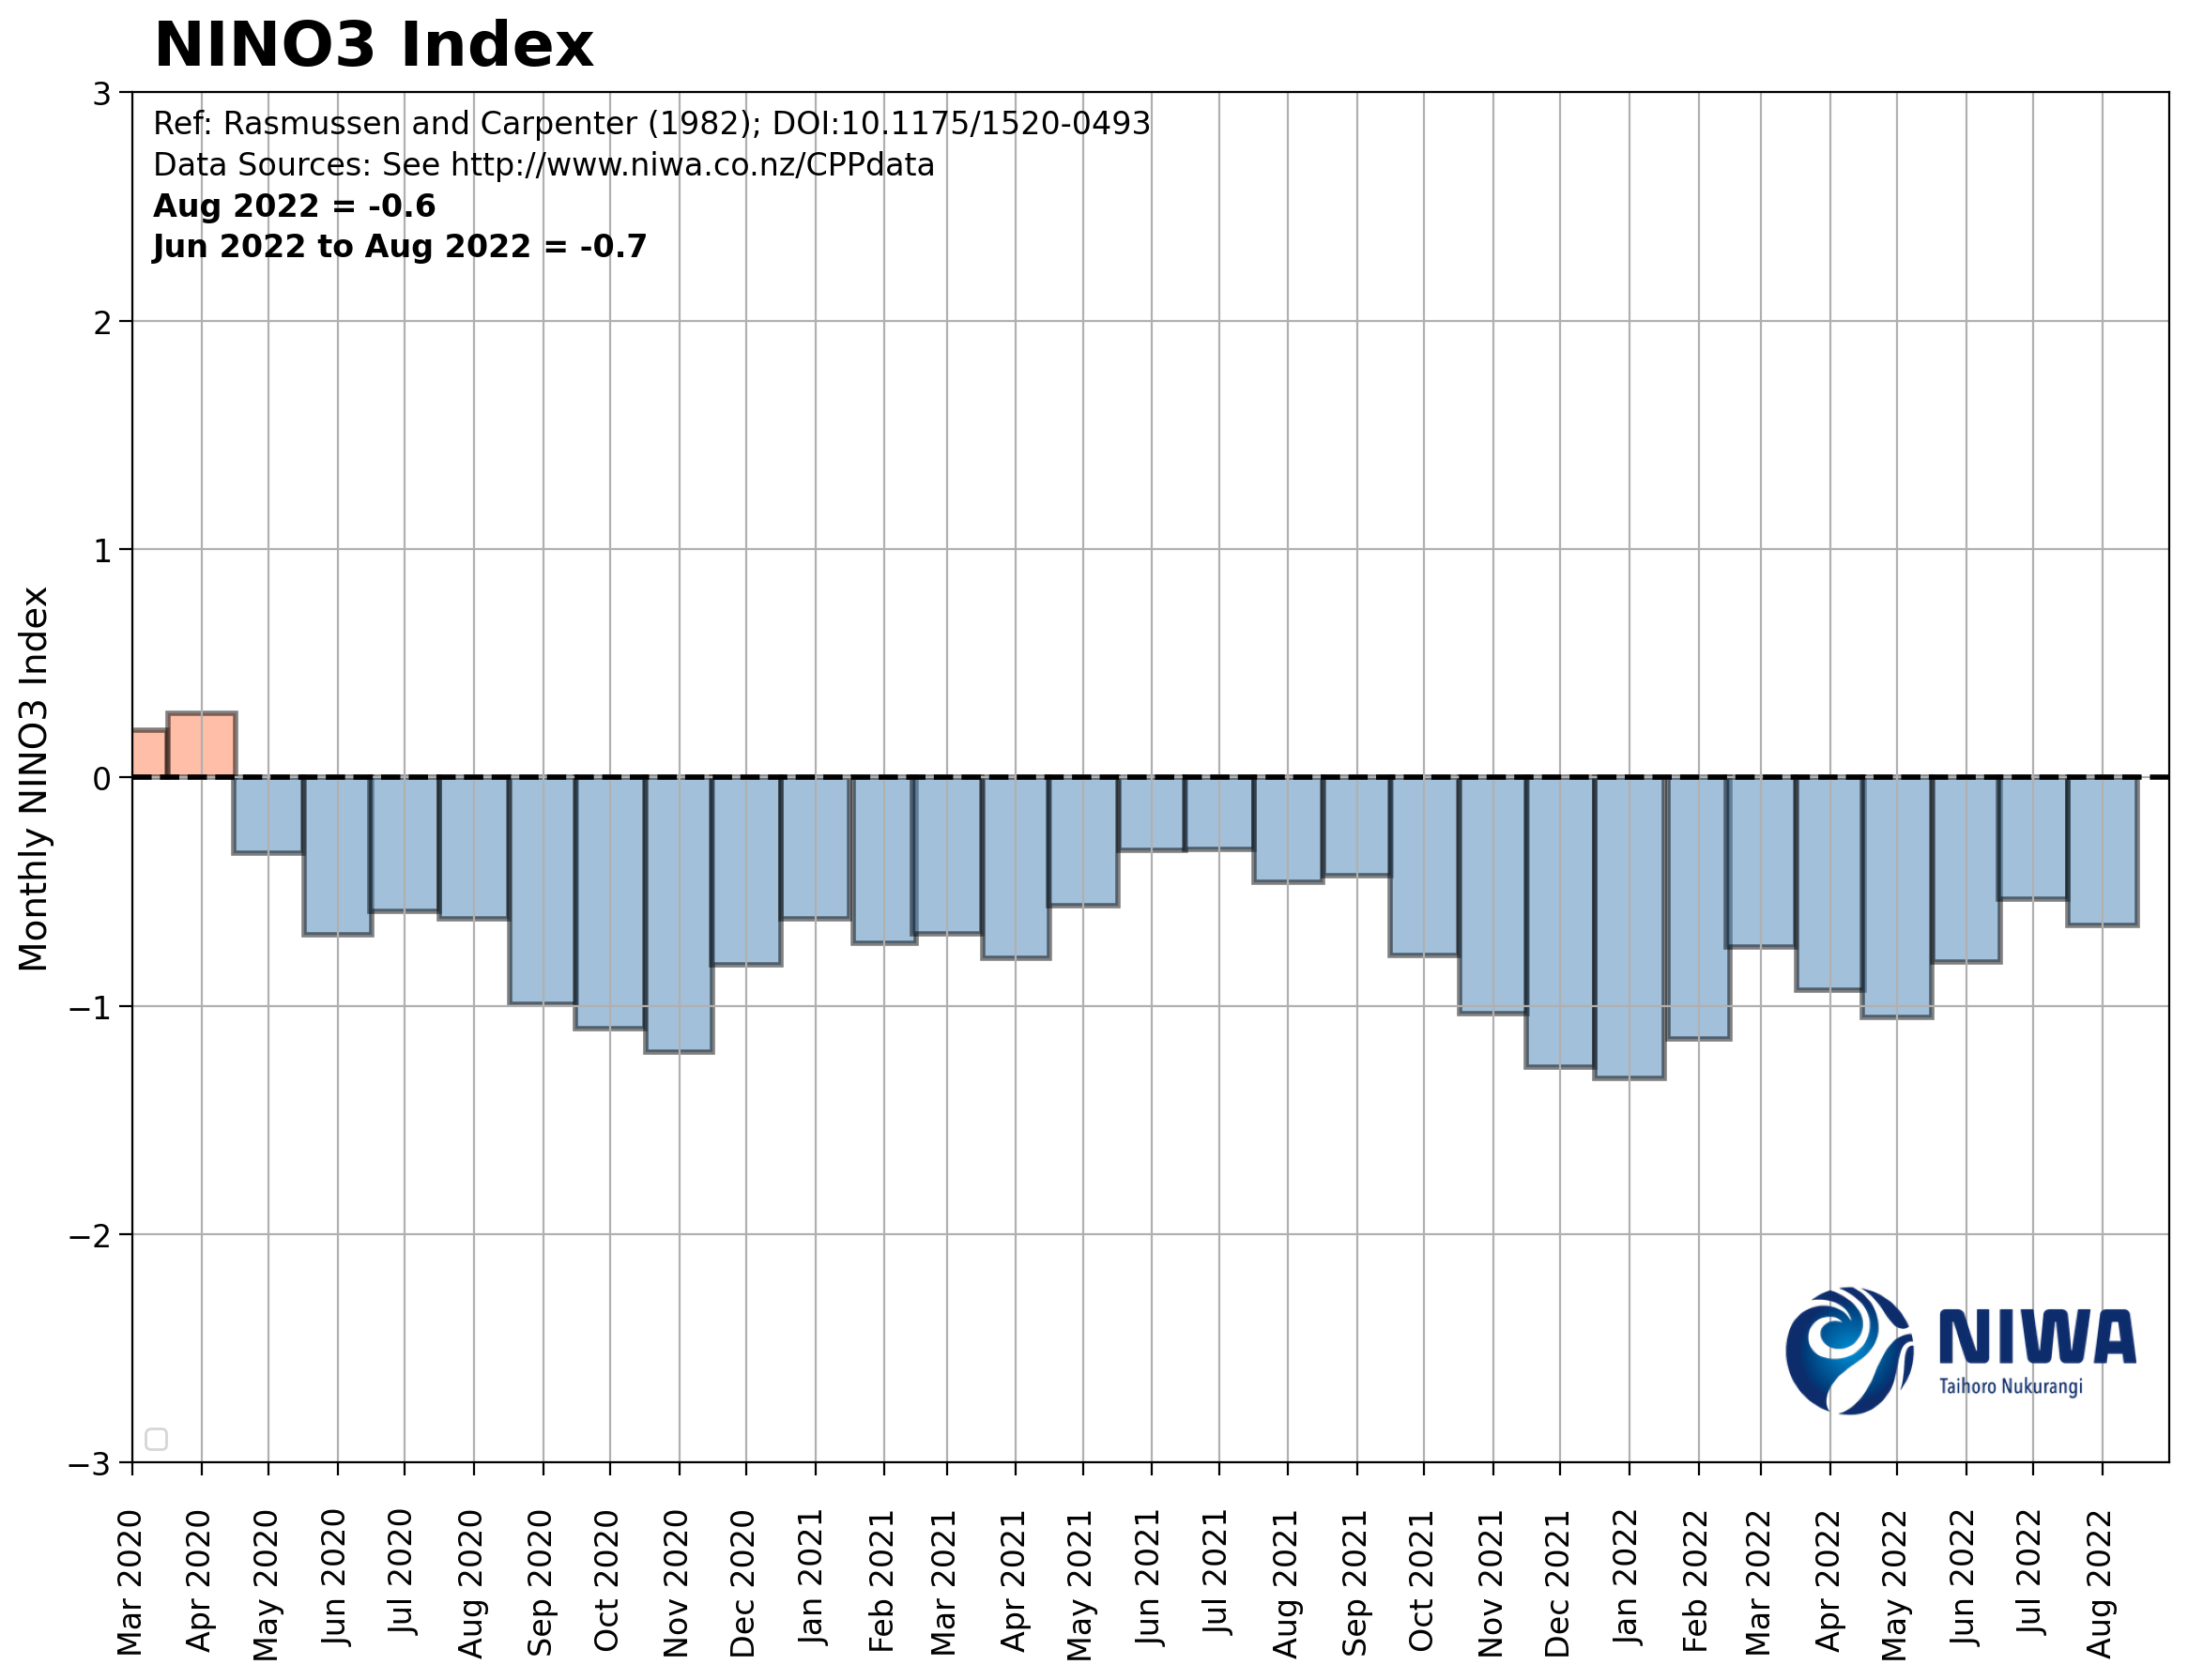 NINO3 Index
Ref: Rasmussen and Carpenter (1982); DOI:10.1175/1520-0493
Data Sources: See http://www.niwa.co.nz/CPPdata
Aug 2022 = -0.6
Jun 2022 to Aug 2022 = -0.7
Monthly NINO3 Index
3
2
1
0
−1
−2
−3
NIWA
Taihoro Nukurangi
Mar 2020
Apr 2020
May 2020
Jun 2020
Jul 2020
Aug 2020
Sep 2020
Oct 2020
Nov 2020
Dec 2020
Jan 2021
Feb 2021
Mar 2021
Apr 2021
May 2021
Jun 2021
Jul 2021
Aug 2021
Sep 2021
Oct 2021
Nov 2021
Dec 2021
Jan 2022
Feb 2022
Mar 2022
Apr 2022
May 2022
Jun 2022
Jul 2022
Aug 2022